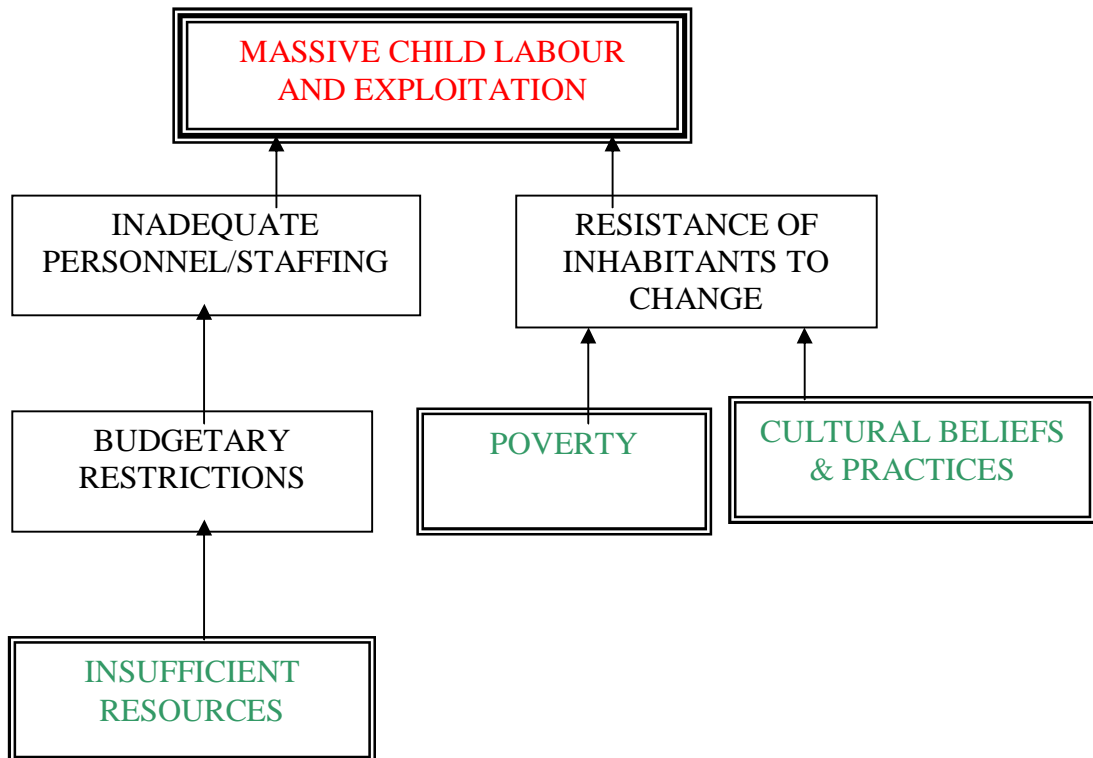 MASSIVE CHILD LABOUR
AND EXPLOITATION
INADEQUATE
PERSONNEL/STAFFING
RESISTANCE OF
INHABITANTS TO
CHANGE
BUDGETARY
RESTRICTIONS
POVERTY
CULTURAL BELIEFS
& PRACTICES
INSUFFICIENT
RESOURCES